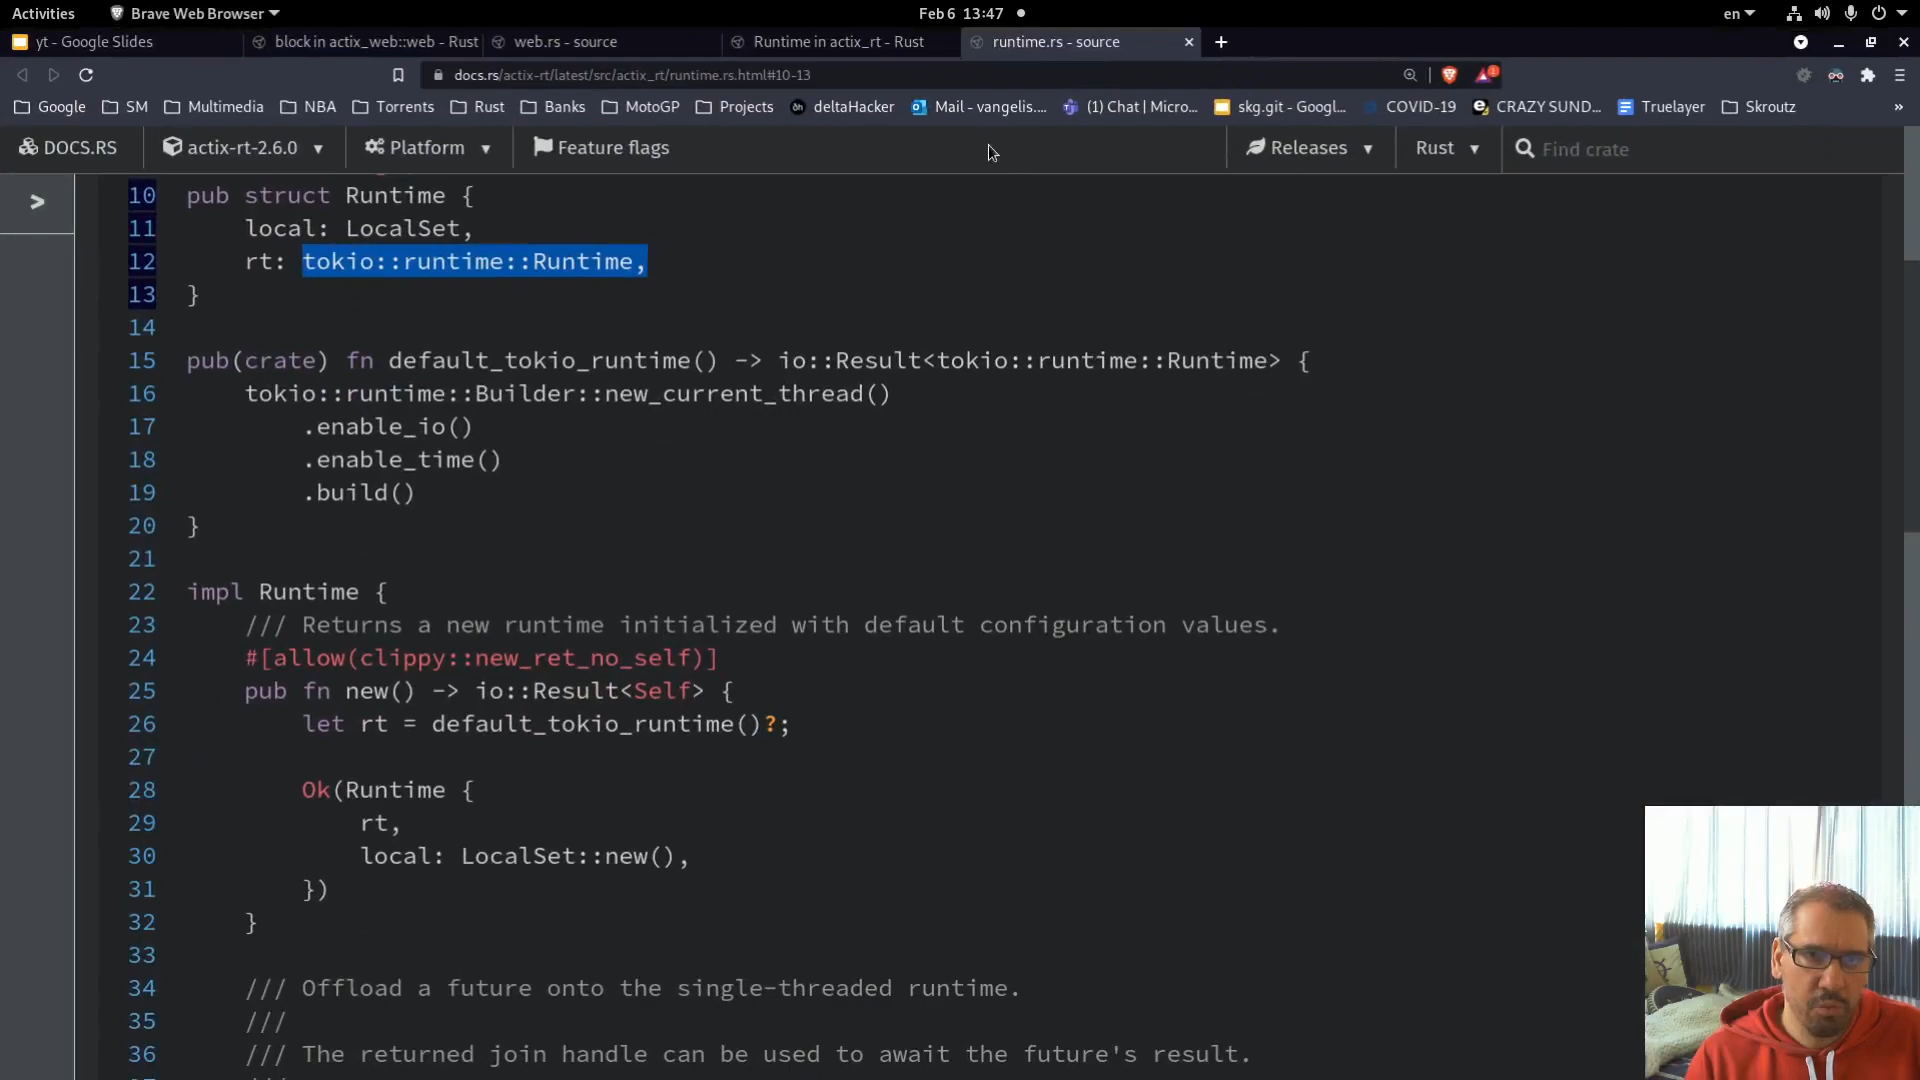 Activities
Brave Web Browser
Feb 6 13:47
en
yt - Google Slides
block in actix_web::web - Rust
web.rs - source
Runtime in actix_rt - Rust
runtime.rs - source
docs.rs/actix-rt/latest/src/actix_rt/runtime.rs.html#10-13
Google
SM
Multimedia
NBA
Torrents
Rust
Banks
MotoGP
Projects
deltaHacker
Mail - vangelis....
(1) Chat | Micro...
skg.git - Googl...
COVID-19
CRAZY SUND...
Truelayer
Skroutz
»
DOCS.RS
actix-rt-2.6.0
Platform
Feature flags
Releases
Rust
Find crate
>
10 pub struct Runtime {
11     local: LocalSet,
12     rt: tokio::runtime::Runtime,
13 }
14
15 pub(crate) fn default_tokio_runtime() -> io::Result<tokio::runtime::Runtime> {
16     tokio::runtime::Builder::new_current_thread()
17         .enable_io()
18         .enable_time()
19         .build()
20 }
21
22 impl Runtime {
23     /// Returns a new runtime initialized with default configuration values.
24     #[allow(clippy::new_ret_no_self)]
25     pub fn new() -> io::Result<Self> {
26         let rt = default_tokio_runtime()?;
27
28         Ok(Runtime {
29             rt,
30             local: LocalSet::new(),
31         })
32     }
33
34     /// Offload a future onto the single-threaded runtime.
35     ///
36     /// The returned join handle can be used to await the future's result.